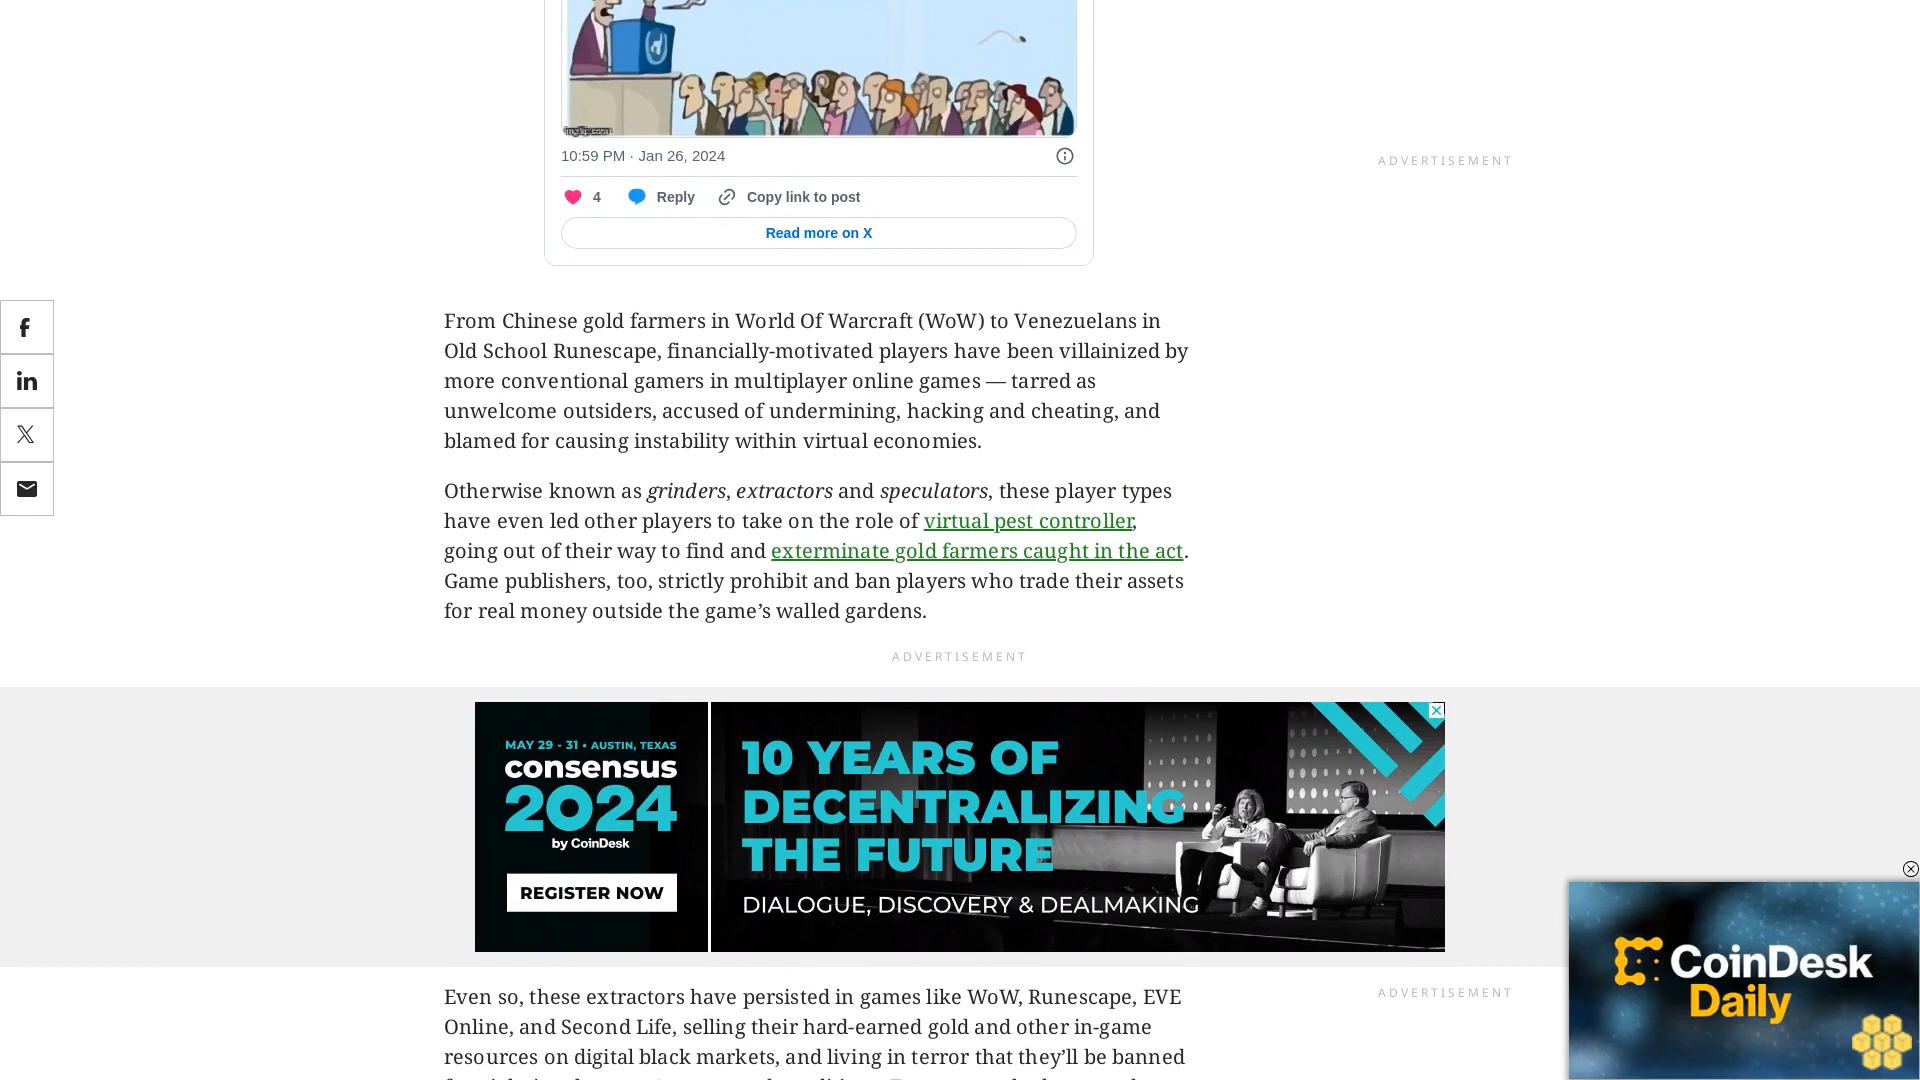 imgflip.com
10:59 PM · Jan 26, 2024
4 Reply Copy link to post
Read more on X
ADVERTISEMENT
From Chinese gold farmers in World Of Warcraft (WoW) to Venezuelans in
Old School Runescape, financially-motivated players have been villainized by
more conventional gamers in multiplayer online games — tarred as
unwelcome outsiders, accused of undermining, hacking and cheating, and
blamed for causing instability within virtual economies.
Otherwise known as grinders, extractors and speculators, these player types
have even led other players to take on the role of virtual pest controller,
going out of their way to find and exterminate gold farmers caught in the act.
Game publishers, too, strictly prohibit and ban players who trade their assets
for real money outside the game’s walled gardens.
ADVERTISEMENT
MAY 29 - 31 • AUSTIN, TEXAS
consensus
2024
by CoinDesk
REGISTER NOW
10 YEARS OF
DECENTRALIZING
THE FUTURE
DIALOGUE, DISCOVERY & DEALMAKING
Even so, these extractors have persisted in games like WoW, Runescape, EVE
Online, and Second Life, selling their hard-earned gold and other in-game
resources on digital black markets, and living in terror that they’ll be banned
ADVERTISEMENT
CoinDesk
Daily